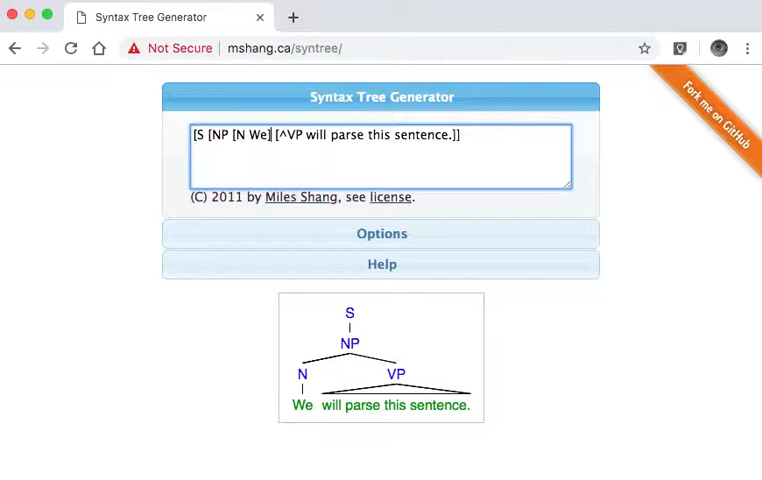 Syntax Tree Generator
Not Secure mshang.ca/syntree/
Fork me on GitHub
Syntax Tree Generator
[S [NP [N We] [^VP will parse this sentence.]]
(C) 2011 by Miles Shang, see license.
Options
Help
S
NP
N VP
We will parse this sentence.